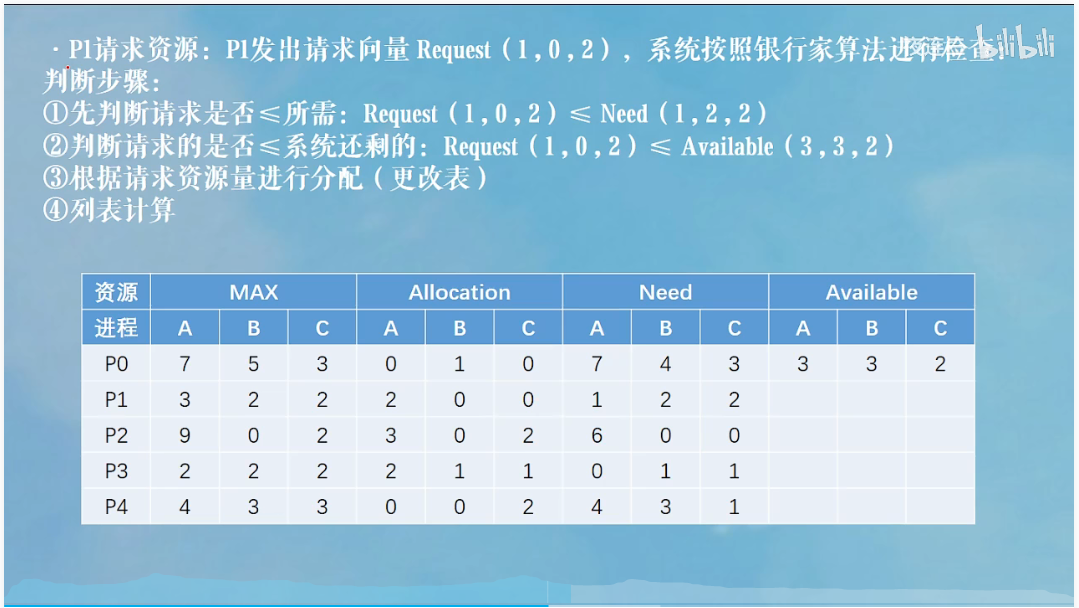 ·P1请求资源：P1发出请求向量 Request（1,0,2），系统按照银行家算法进行检查：
bilibili
判断步骤：
①先判断请求是否≤所需：Request（1,0,2）≤ Need（1,2,2）
②判断请求的是否≤系统还剩的：Request（1,0,2）≤ Available（3,3,2）
③根据请求资源量进行分配（更改表）
④列表计算
资源 MAX Allocation Need Available
进程 A B C A B C A B C A B C
P0 7 5 3 0 1 0 7 4 3 3 3 2
P1 3 2 2 2 0 0 1 2 2
P2 9 0 2 3 0 2 6 0 0
P3 2 2 2 2 1 1 0 1 1
P4 4 3 3 0 0 2 4 3 1